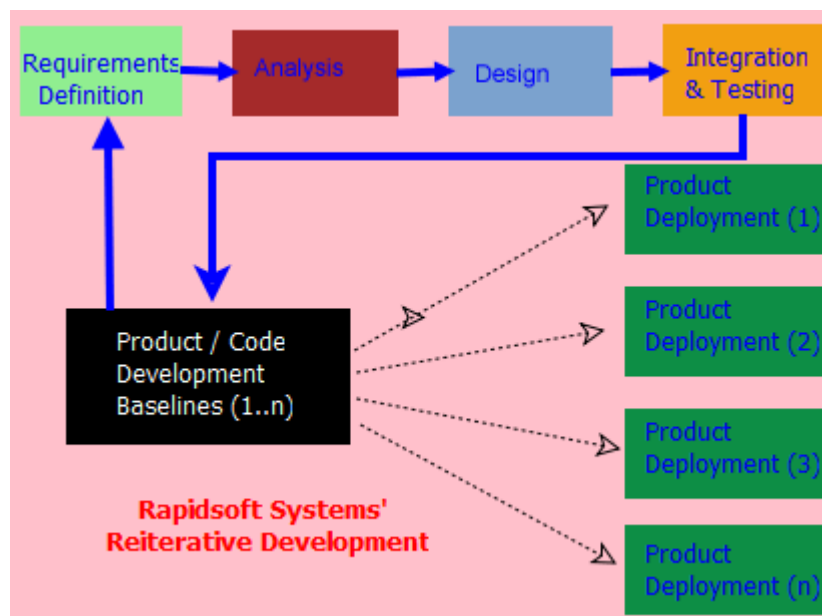 Requirements
Definition
Analysis
Design
Integration
& Testing
Product
Deployment (1)
Product
Deployment (2)
Product / Code
Development
Baselines (1..n)
Product
Deployment (3)
Rapidsoft Systems'
Reiterative Development
Product
Deployment (n)